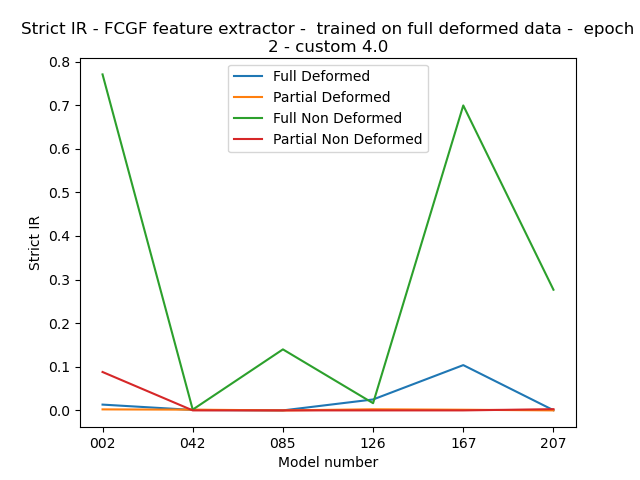 Strict IR - FCGF feature extractor -  trained on full deformed data -  epoch
2 - custom 4.0
0.8
0.7
0.6
0.5
0.4
0.3
0.2
0.1
0.0
Strict IR
Full Deformed
Partial Deformed
Full Non Deformed
Partial Non Deformed
002 042 085 126 167 207
Model number